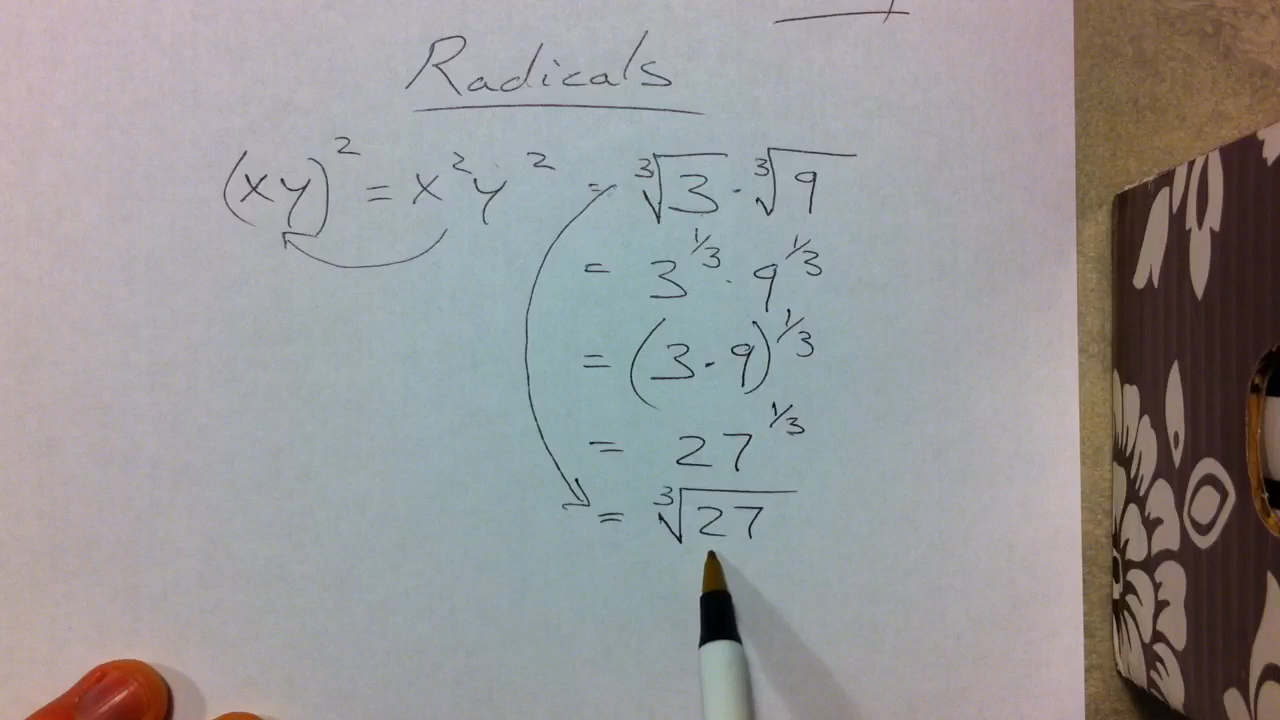 Radicals
(xy)² = x²y² = ∛3 · ∛9
= 3^1/3 · 9^1/3
= (3 · 9)^1/3
= 27^1/3
= ∛27